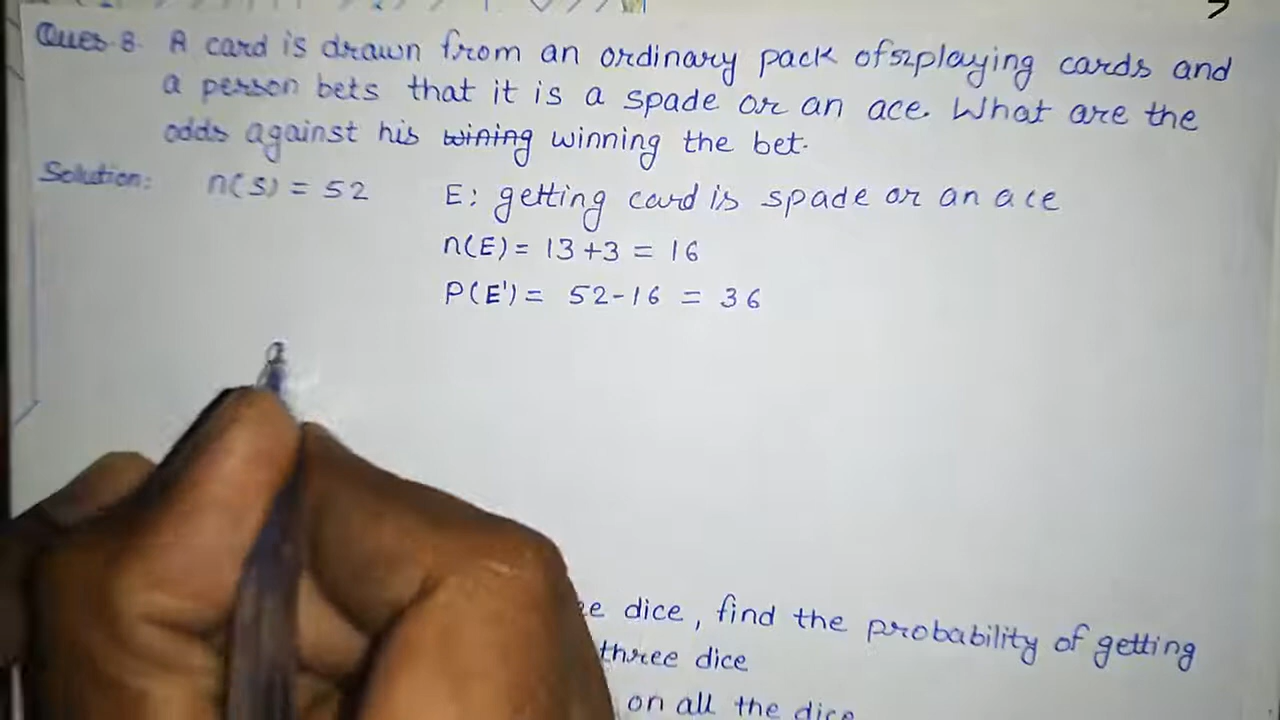 Ques. 8. A card is drawn from an ordinary pack of 52 playing cards and
a person bets that it is a spade or an ace. What are the
odds against his wining winning the bet.
Solution: n(S) = 52 E: getting card is spade or an ace
n(E) = 13 + 3 = 16
P(E') = 52 - 16 = 36
dice, find the probability of getting
three dice
on all the dice